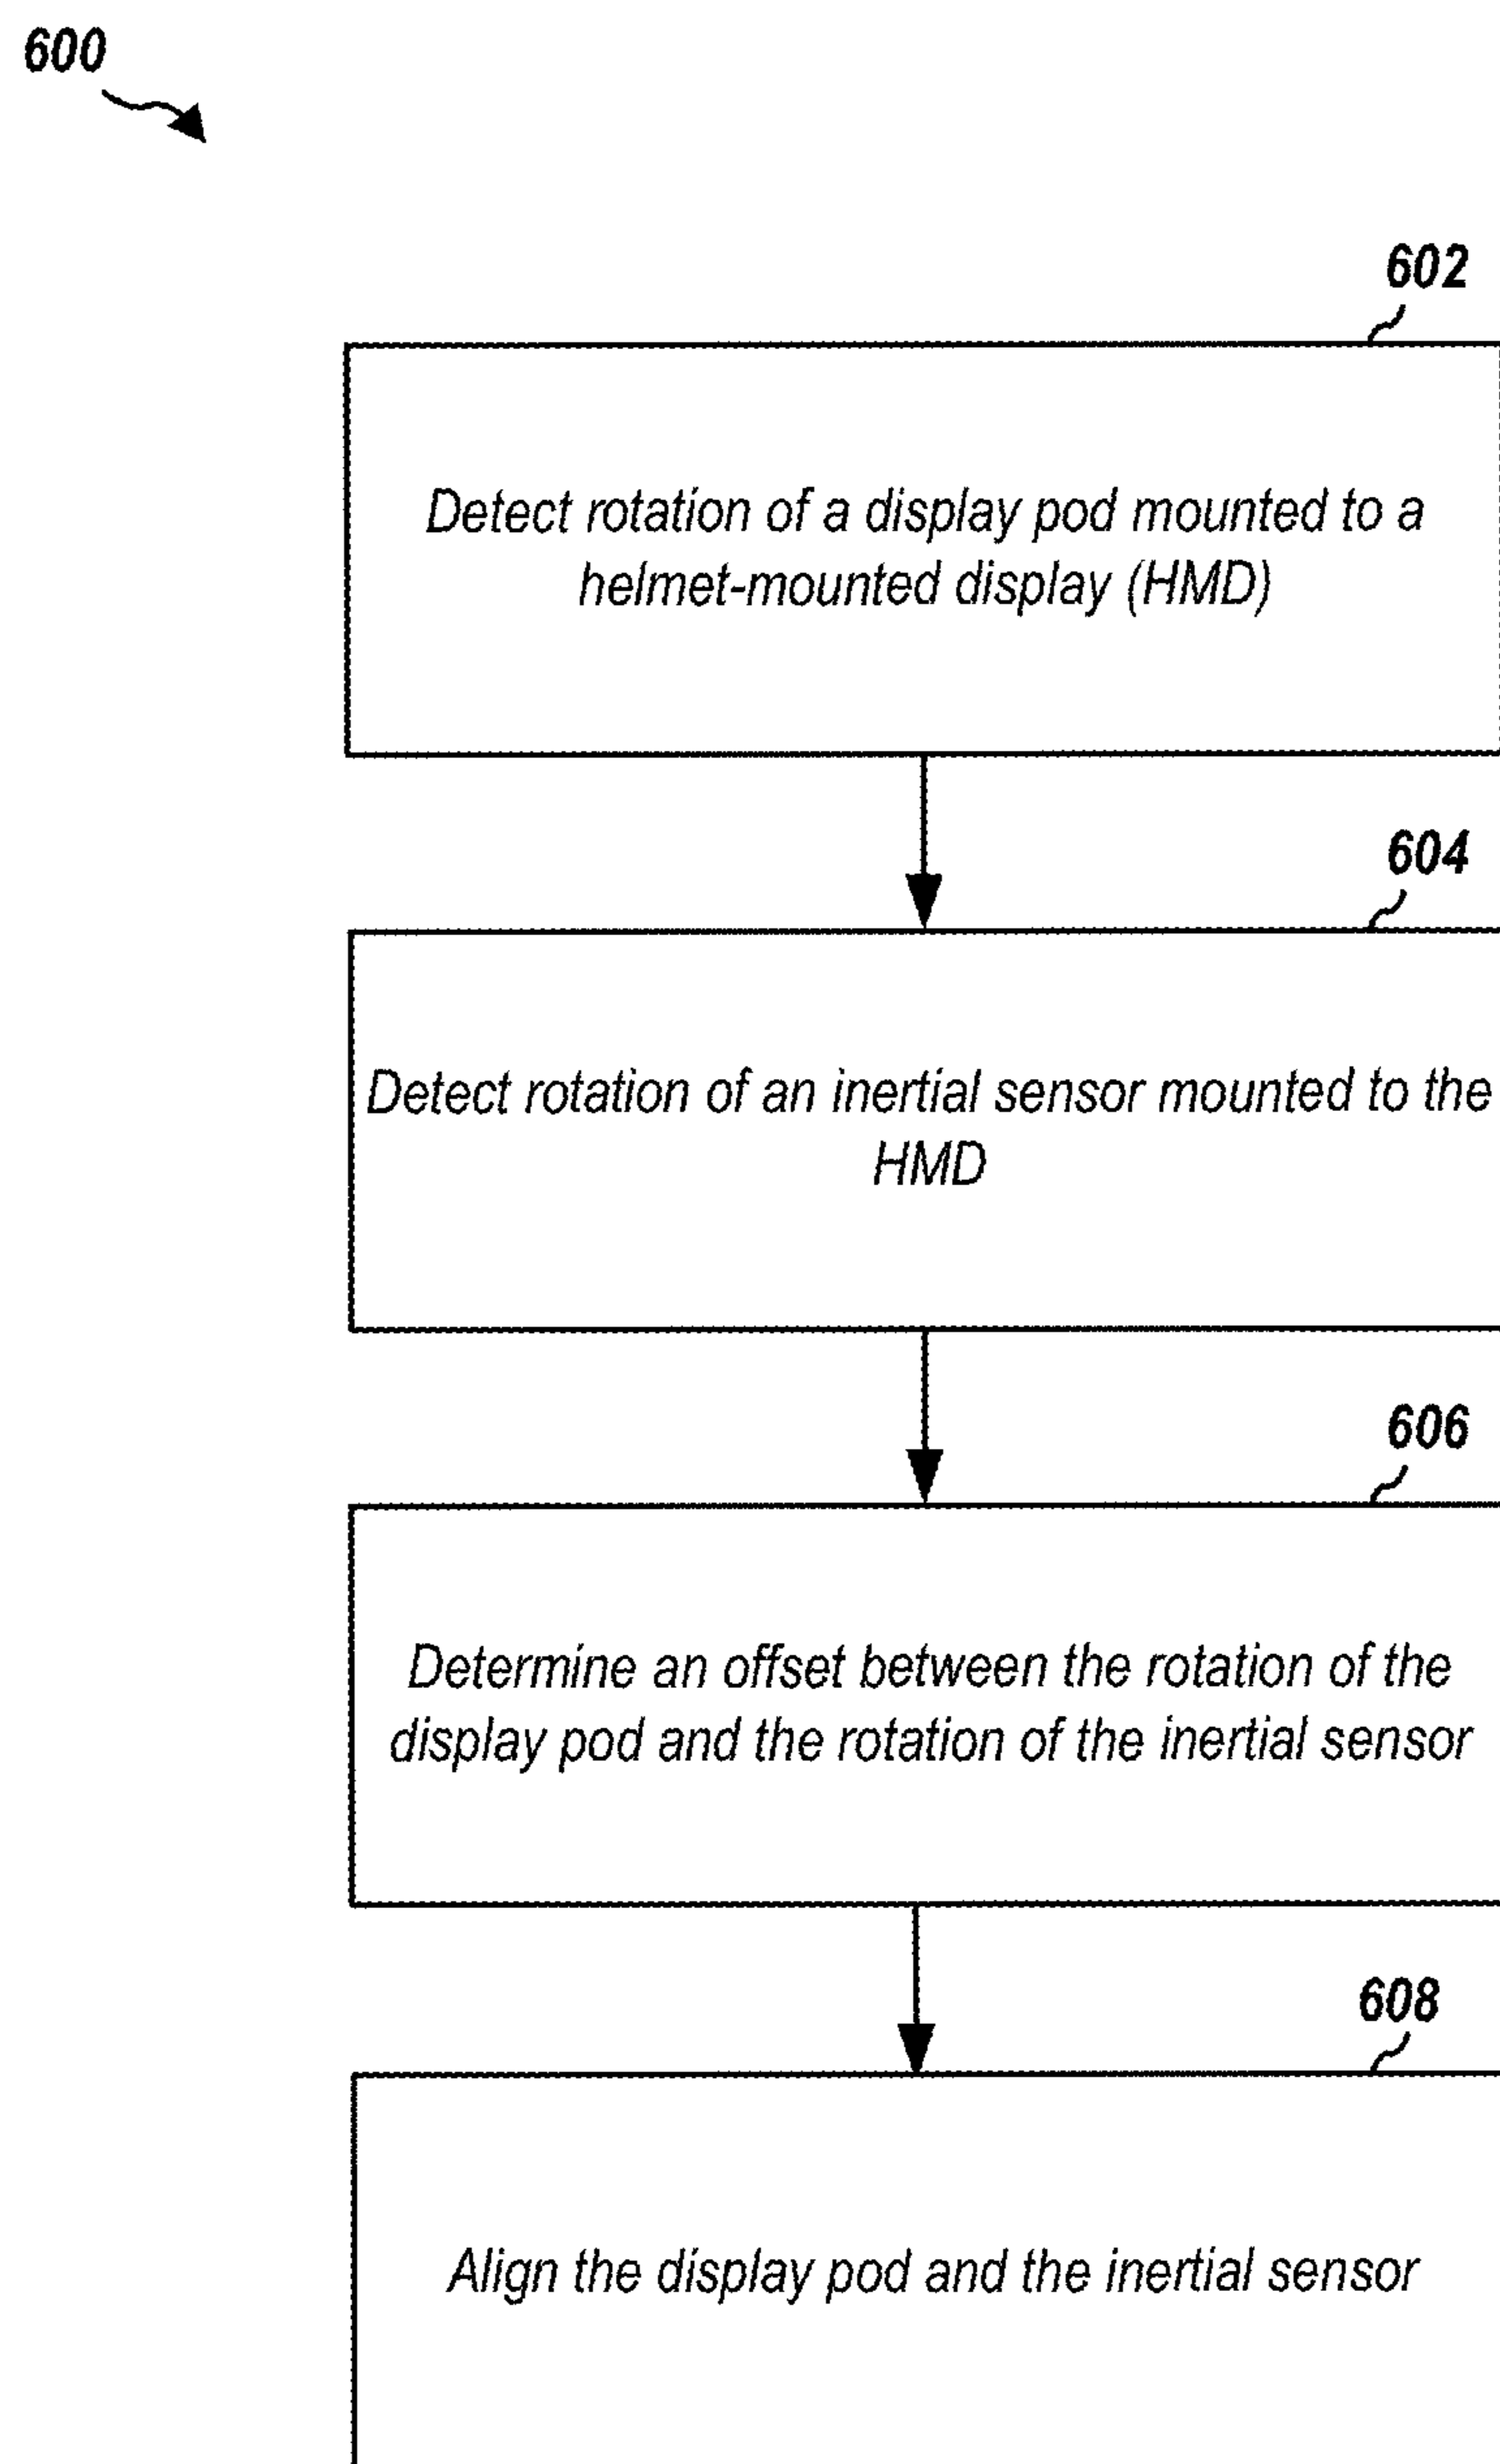 600
602
Detect rotation of a display pod mounted to a
helmet-mounted display (HMD)
604
Detect rotation of an inertial sensor mounted to the
HMD
606
Determine an offset between the rotation of the
display pod and the rotation of the inertial sensor
608
Align the display pod and the inertial sensor